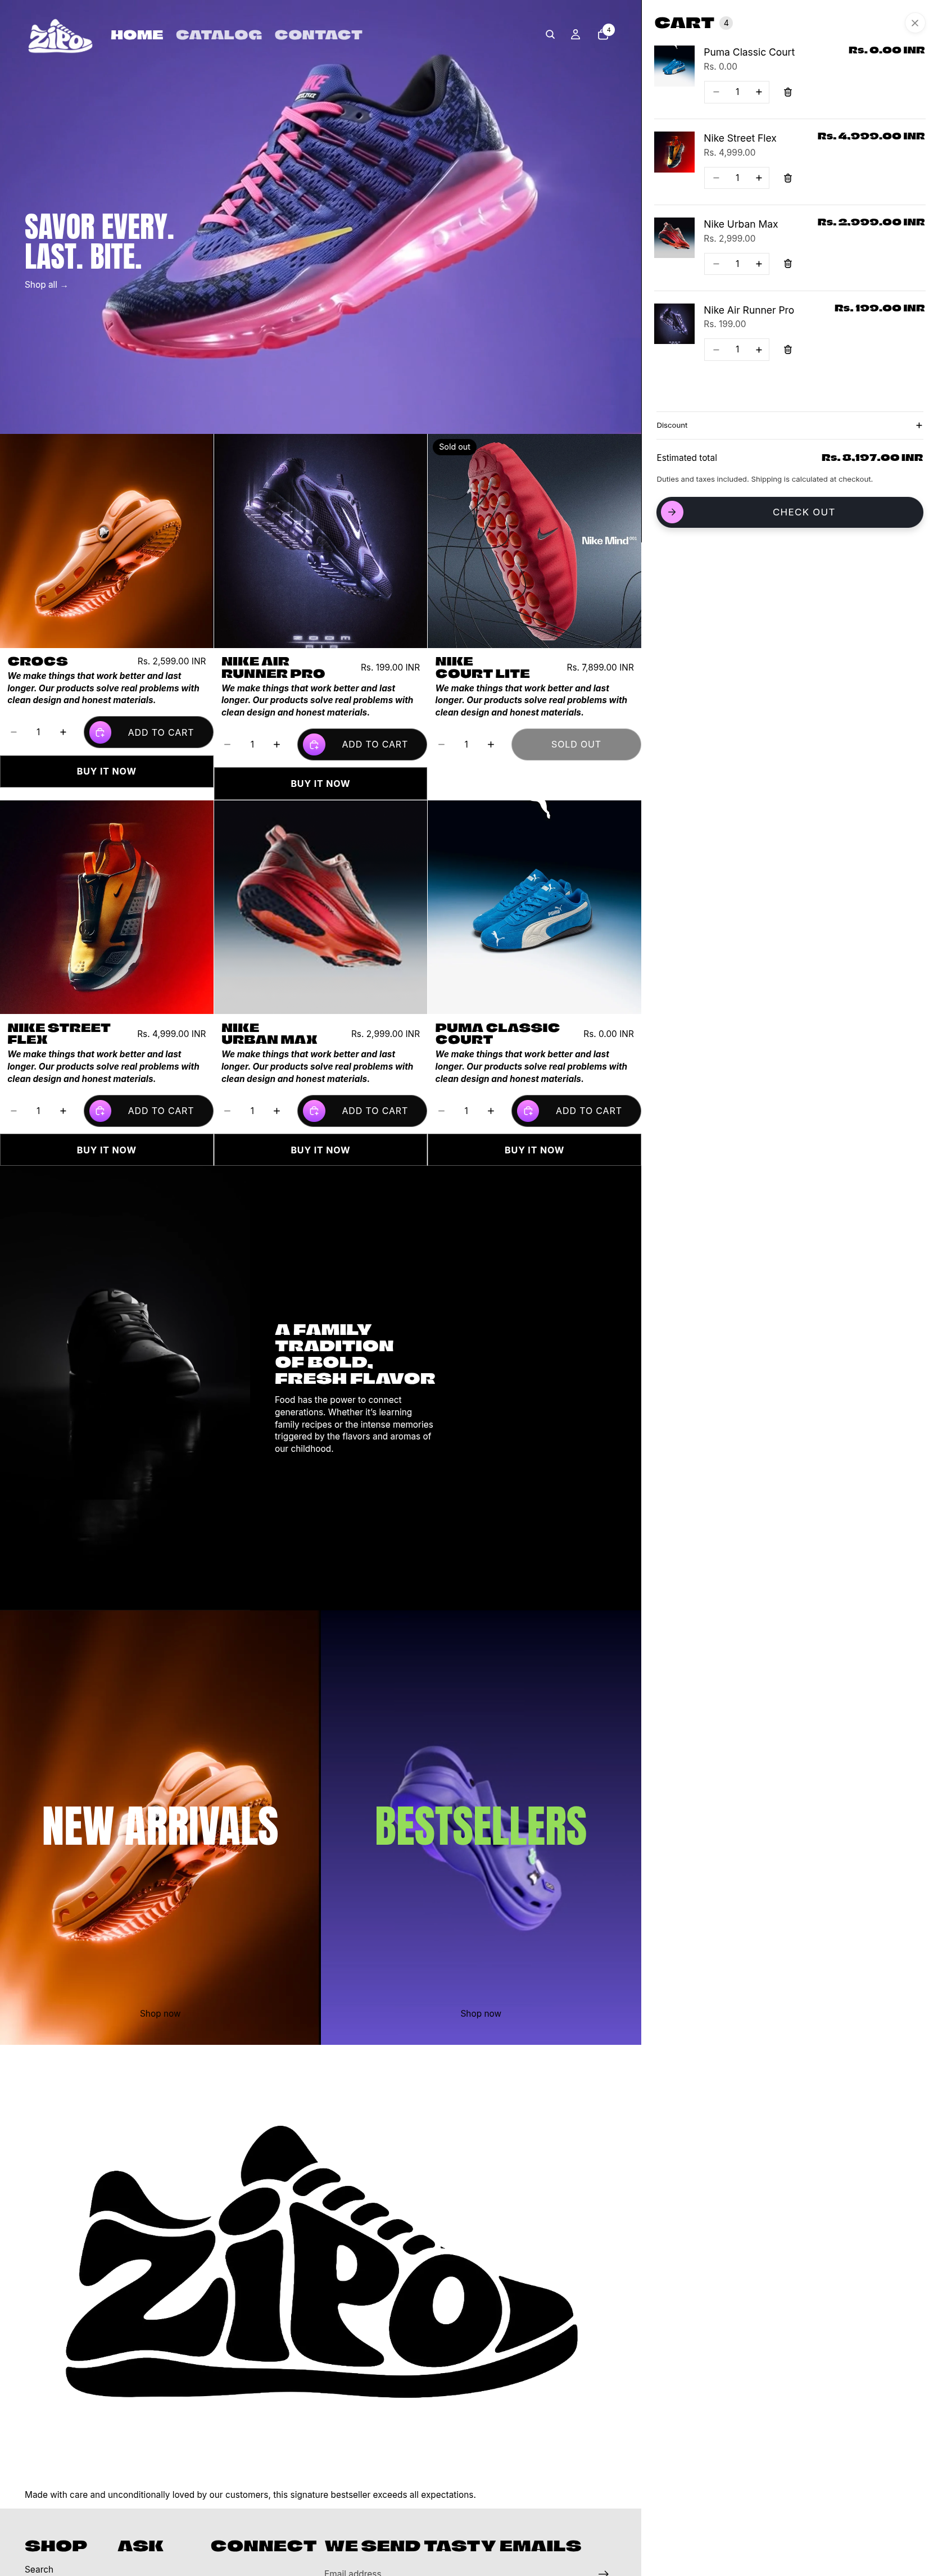 ZiPO
HOME CATALOG CONTACT
4
NIKE
SAVOR EVERY.
LAST. BITE.
Shop all →
Sold out
Nike Mind 001
ZOOM
AIR
CROCS
Rs. 2,599.00 INR
We make things that work better and last
longer. Our products solve real problems with
clean design and honest materials.
− 1 +
ADD TO CART
BUY IT NOW
NIKE AIR
RUNNER PRO
Rs. 199.00 INR
We make things that work better and last
longer. Our products solve real problems with
clean design and honest materials.
− 1 +
ADD TO CART
BUY IT NOW
NIKE
COURT LITE
Rs. 7,899.00 INR
We make things that work better and last
longer. Our products solve real problems with
clean design and honest materials.
− 1 +
SOLD OUT
PUMA
NIKE STREET
FLEX
Rs. 4,999.00 INR
We make things that work better and last
longer. Our products solve real problems with
clean design and honest materials.
− 1 +
ADD TO CART
BUY IT NOW
NIKE
URBAN MAX
Rs. 2,999.00 INR
We make things that work better and last
longer. Our products solve real problems with
clean design and honest materials.
− 1 +
ADD TO CART
BUY IT NOW
PUMA CLASSIC
COURT
Rs. 0.00 INR
We make things that work better and last
longer. Our products solve real problems with
clean design and honest materials.
− 1 +
ADD TO CART
BUY IT NOW
A FAMILY
TRADITION
OF BOLD,
FRESH FLAVOR
Food has the power to connect
generations. Whether it's learning
family recipes or the intense memories
triggered by the flavors and aromas of
our childhood.
NEW ARRIVALS
Shop now
BESTSELLERS
Shop now
ZiPO
Made with care and unconditionally loved by our customers, this signature bestseller exceeds all expectations.
SHOP
Search
ASK
CONNECT
WE SEND TASTY EMAILS
Email address
CART 4
Puma Classic Court
Rs. 0.00 INR
Rs. 0.00
− 1 +
Nike Street Flex
Rs. 4,999.00 INR
Rs. 4,999.00
− 1 +
Nike Urban Max
Rs. 2,999.00 INR
Rs. 2,999.00
− 1 +
Nike Air Runner Pro
Rs. 199.00 INR
Rs. 199.00
− 1 +
Discount +
Estimated total
Rs. 8,197.00 INR
Duties and taxes included. Shipping is calculated at checkout.
CHECK OUT